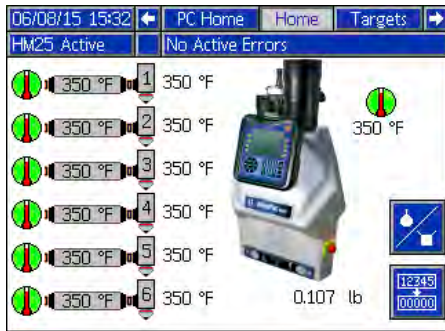 06/08/15 15:32 PC Home Home Targets
HM25 Active No Active Errors
350 °F 1 350 °F
350 °F 2 350 °F
350 °F
350 °F 3 350 °F
350 °F 4 350 °F
350 °F 5 350 °F
350 °F 6 350 °F
0.107 lb
12345
00000